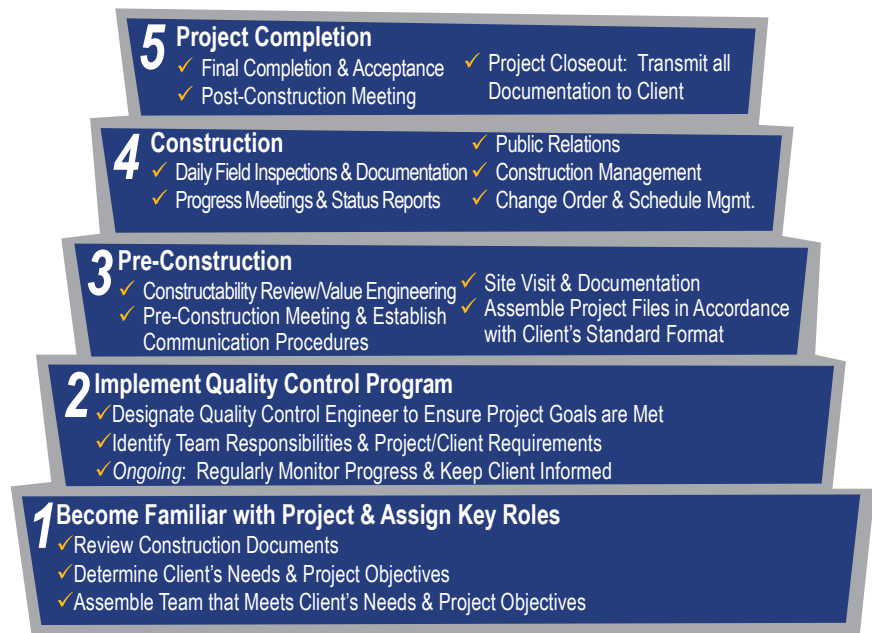 5 Project Completion
✓ Final Completion & Acceptance
✓ Post-Construction Meeting
✓ Project Closeout: Transmit all
Documentation to Client
4 Construction
✓ Daily Field Inspections & Documentation
✓ Progress Meetings & Status Reports
✓ Public Relations
✓ Construction Management
✓ Change Order & Schedule Mgmt.
3 Pre-Construction
✓ Constructability Review/Value Engineering
✓ Pre-Construction Meeting & Establish
Communication Procedures
✓ Site Visit & Documentation
✓ Assemble Project Files in Accordance
with Client's Standard Format
2 Implement Quality Control Program
✓ Designate Quality Control Engineer to Ensure Project Goals are Met
✓ Identify Team Responsibilities & Project/Client Requirements
✓ Ongoing: Regularly Monitor Progress & Keep Client Informed
1 Become Familiar with Project & Assign Key Roles
✓ Review Construction Documents
✓ Determine Client's Needs & Project Objectives
✓ Assemble Team that Meets Client's Needs & Project Objectives